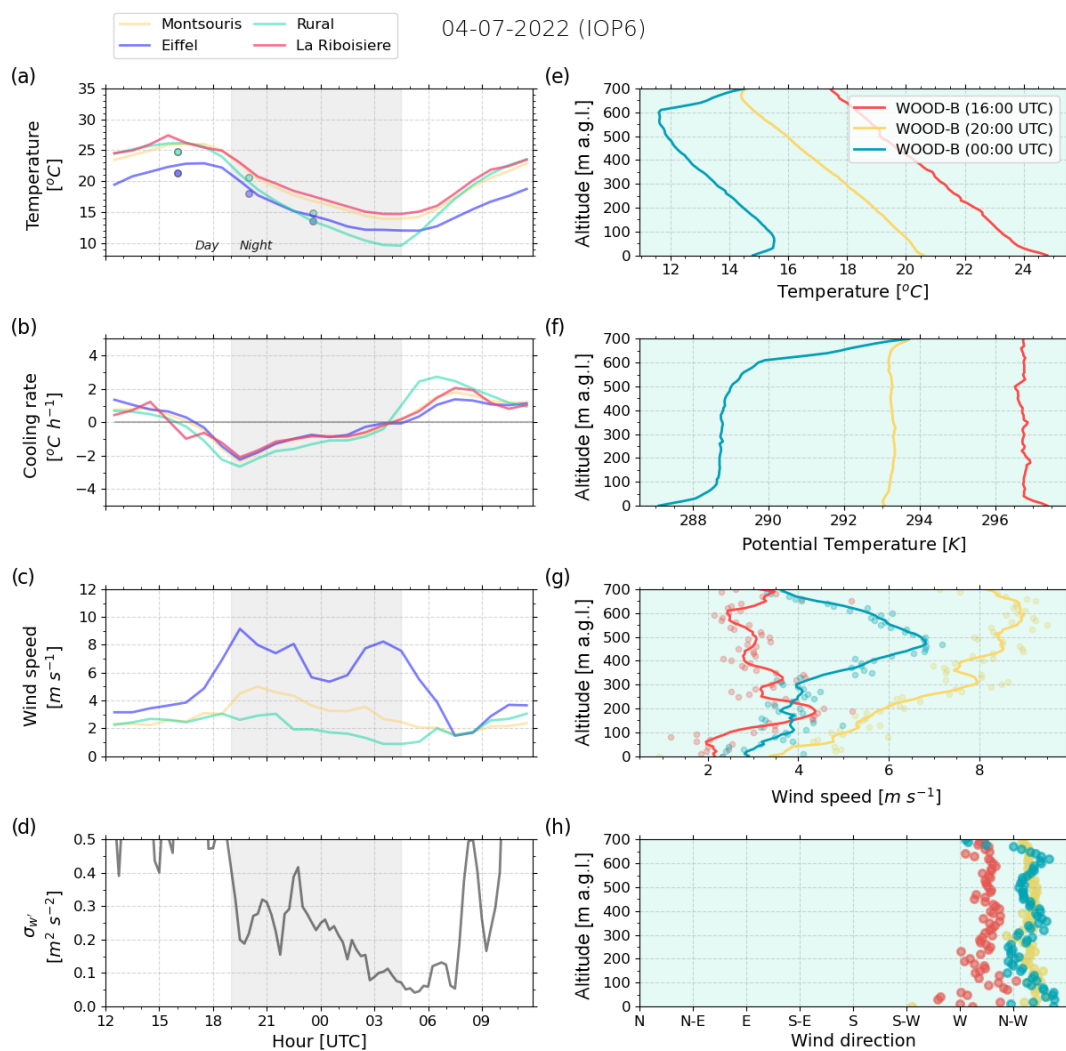 04-07-2022 (IOP6)
Montsouris
Rural
Eiffel
La Riboisiere
(a)
Temperature
[°C]
35
30
25
20
15
10
Day
Night
(e)
Altitude [m a.g.l.]
700
600
500
400
300
200
100
0
WOOD-B (16:00 UTC)
WOOD-B (20:00 UTC)
WOOD-B (00:00 UTC)
12 14 16 18 20 22 24
Temperature [°C]
(b)
Cooling rate
[°C h⁻¹]
4
2
0
−2
−4
(f)
Altitude [m a.g.l.]
700
600
500
400
300
200
100
0
288 290 292 294 296
Potential Temperature [K]
(c)
Wind speed
[m s⁻¹]
12
10
8
6
4
2
0
(g)
Altitude [m a.g.l.]
700
600
500
400
300
200
100
0
2 4 6 8
Wind speed [m s⁻¹]
(d)
σw′
[m² s⁻²]
0.5
0.4
0.3
0.2
0.1
0.0
12 15 18 21 00 03 06 09
Hour [UTC]
(h)
Altitude [m a.g.l.]
700
600
500
400
300
200
100
0
N N-E E S-E S S-W W N-W
Wind direction